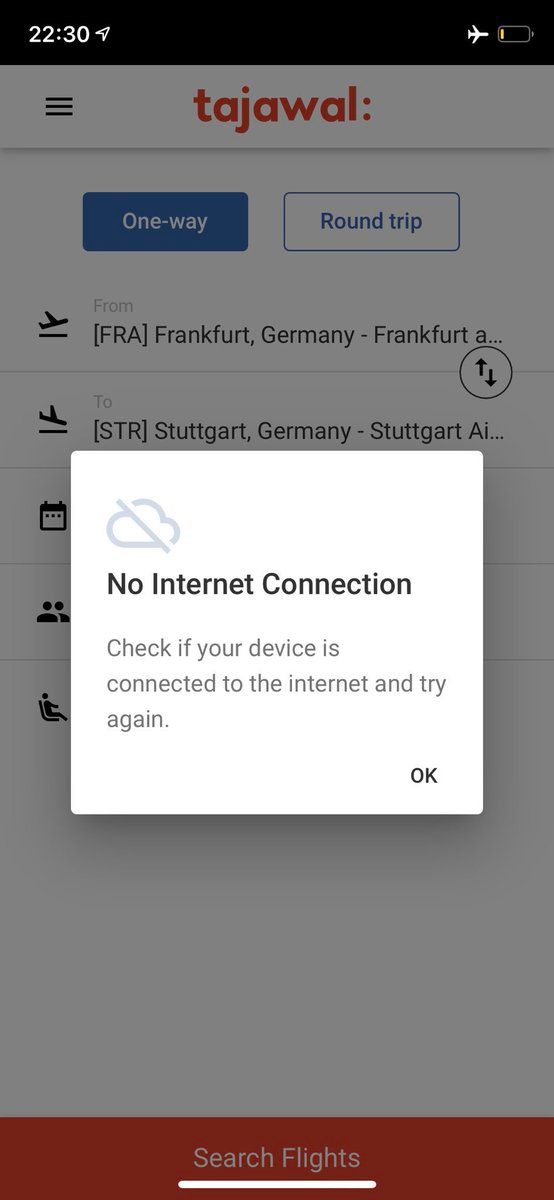 22:30
tajawal:
One-way
Round trip
From
[FRA] Frankfurt, Germany - Frankfurt a...
To
[STR] Stuttgart, Germany - Stuttgart Ai...
No Internet Connection
Check if your device is
connected to the internet and try
again.
OK
Search Flights